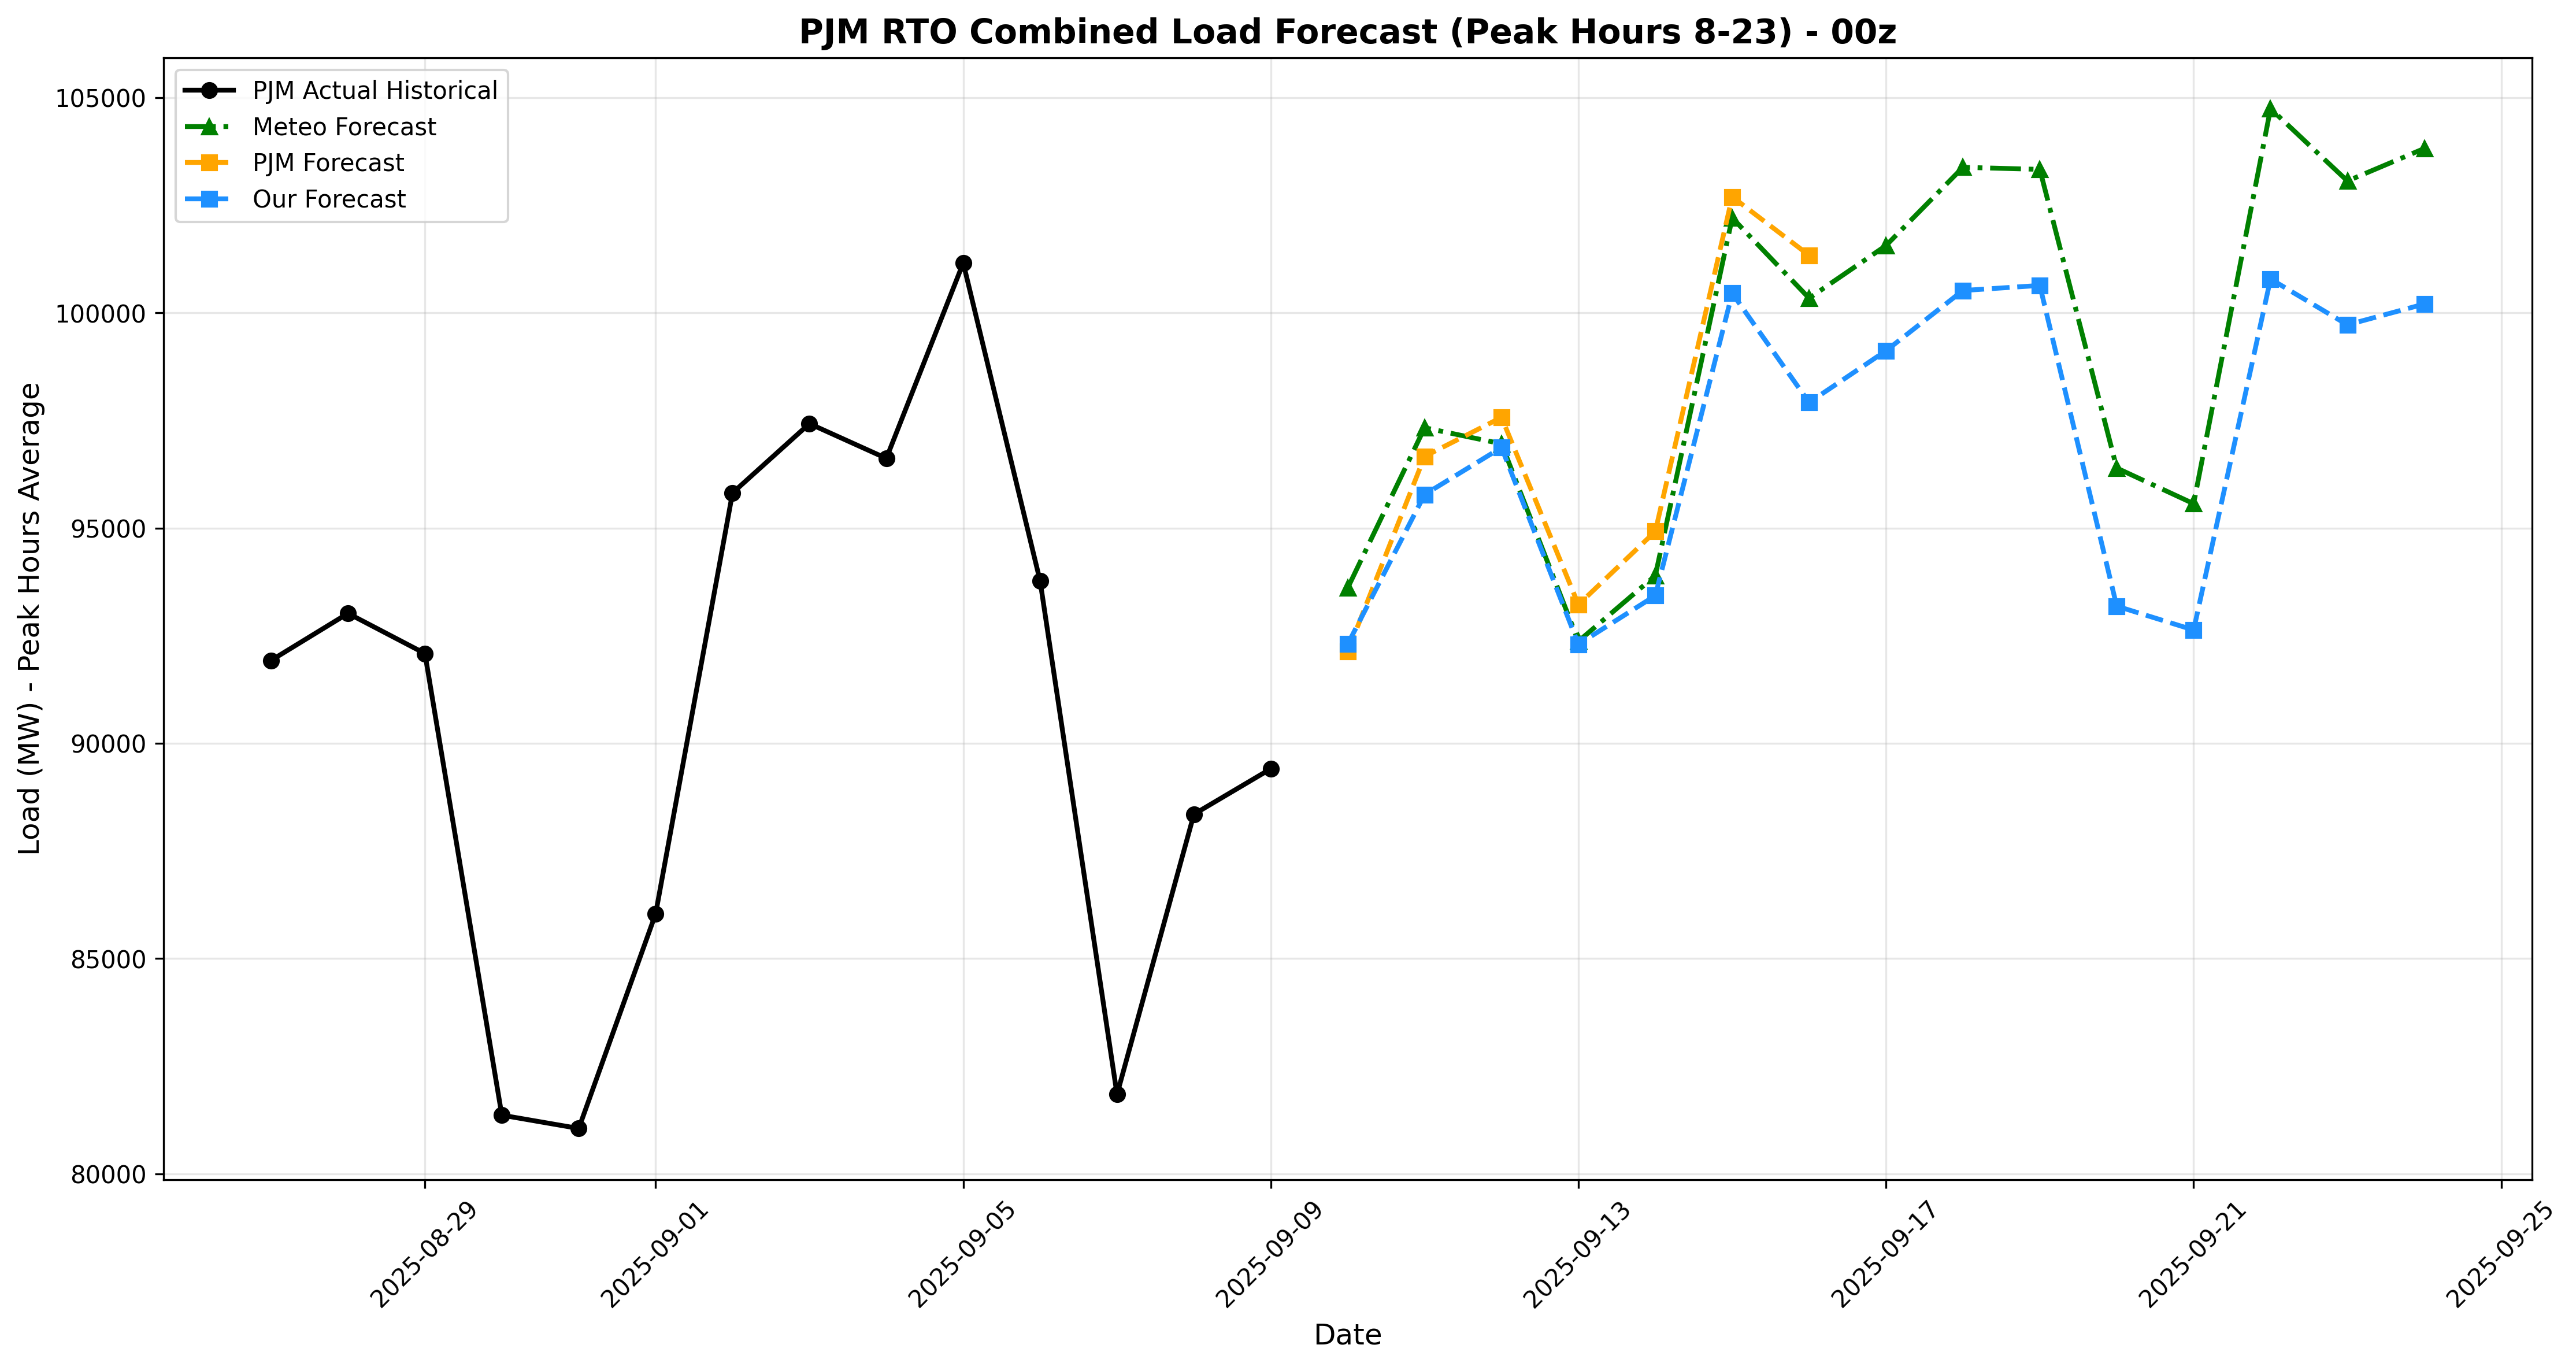 PJM RTO Combined Load Forecast (Peak Hours 8-23) - 00z
PJM Actual Historical
Meteo Forecast
PJM Forecast
Our Forecast
Load (MW) - Peak Hours Average
105000
100000
95000
90000
85000
80000
2025-08-29
2025-09-01
2025-09-05
2025-09-09
2025-09-13
2025-09-17
2025-09-21
2025-09-25
Date